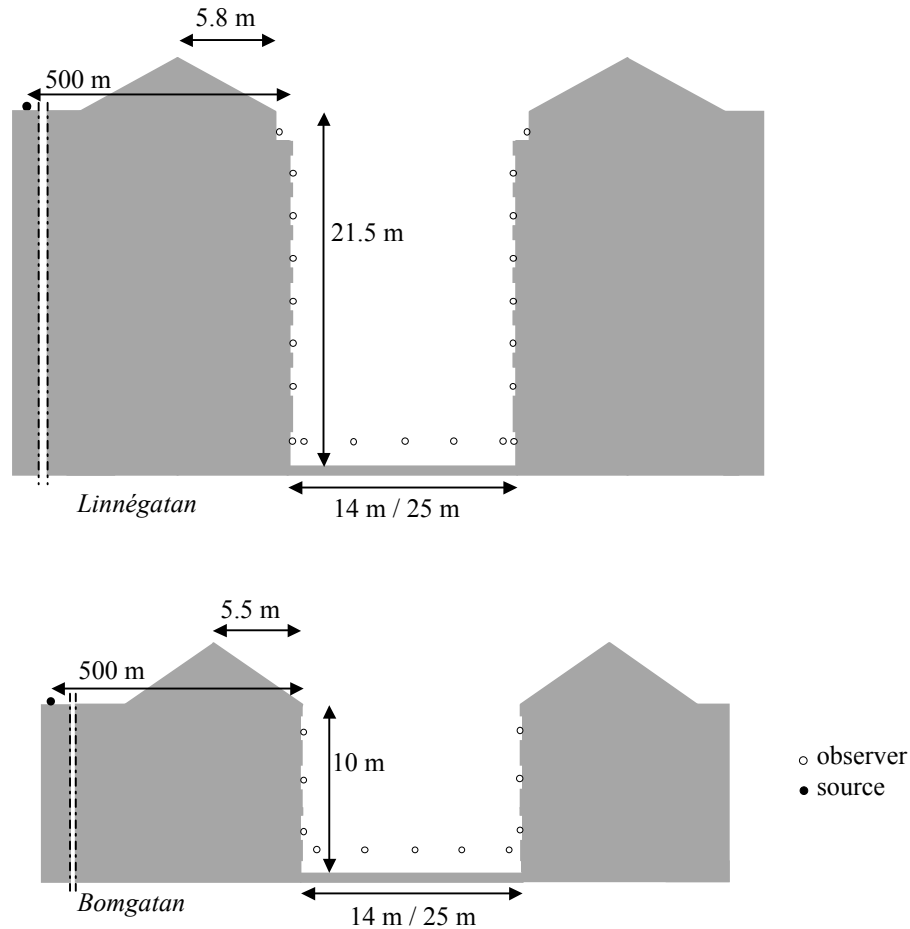 5.8 m
500 m
21.5 m
Linnégatan
14 m / 25 m
5.5 m
500 m
10 m
observer
source
Bomgatan
14 m / 25 m